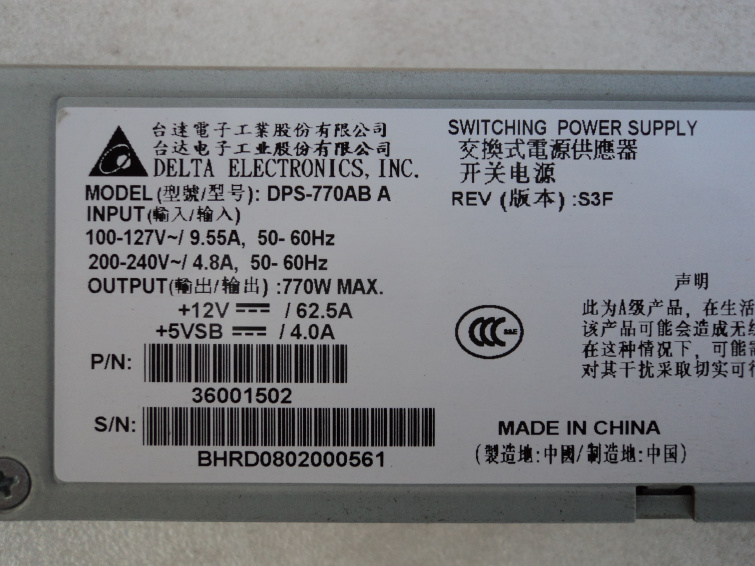 台達電子工業股份有限公司
台达电子工业股份有限公司
DELTA ELECTRONICS, INC.
MODEL(型號/型号): DPS-770AB A
INPUT(輸入/输入)
100-127V~/ 9.55A, 50- 60Hz
200-240V~/ 4.8A, 50- 60Hz
OUTPUT(輸出/输出) :770W MAX.
+12V ⎓ / 62.5A
+5VSB ⎓ / 4.0A
P/N:
36001502
S/N:
BHRD0802000561
SWITCHING POWER SUPPLY
交換式電源供應器
开关电源
REV (版本) :S3F
CCC S&E
声明
此为A级产品，在生活
该产品可能会造成无线
在这种情况下，可能需
对其干扰采取切实可行
MADE IN CHINA
(製造地:中國/制造地:中国)